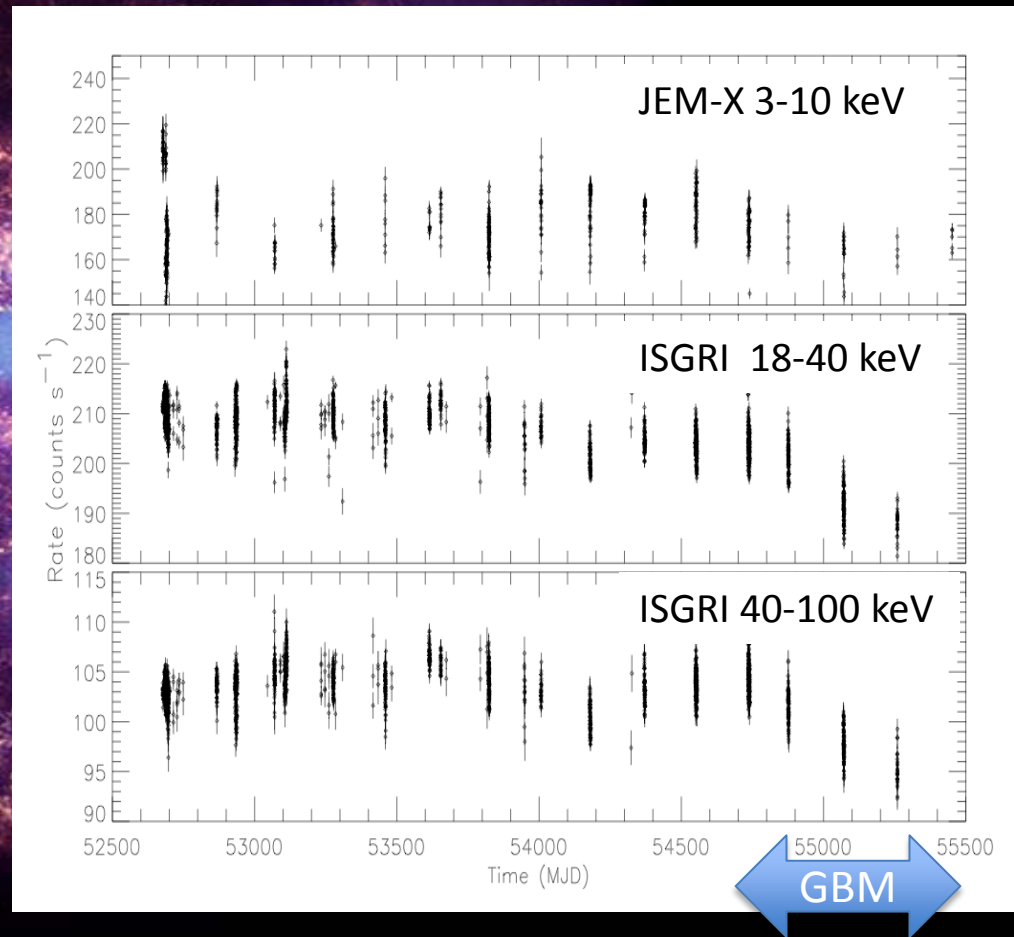 JEM-X 3-10 keV
240
220
200
180
160
140
ISGRI 18-40 keV
230
220
210
200
190
180
Rate (counts s⁻¹)
ISGRI 40-100 keV
115
110
105
100
95
90
52500 53000 53500 54000 54500 55000 55500
Time (MJD)
GBM